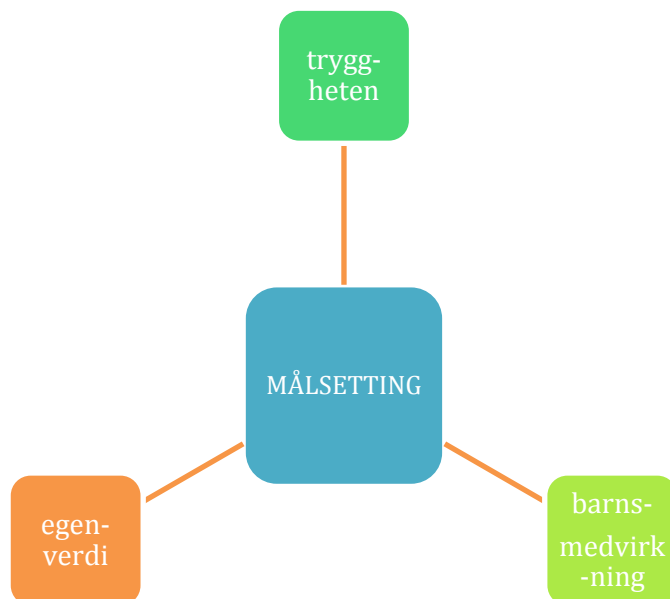 trygg-
heten
MÅLSETTING
egen-
verdi
barns-
medvirk
-ning